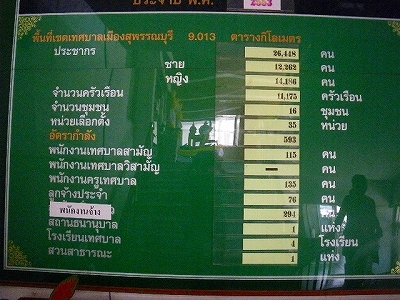 ประจำปี พ.ศ. 2553
พื้นที่เขตเทศบาลเมืองสุพรรณบุรี 9.013 ตารางกิโลเมตร
ประชากร 26,448 คน
ชาย 12,262 คน
หญิง 14,186 คน
จำนวนครัวเรือน 11,175 ครัวเรือน
จำนวนชุมชน 16 ชุมชน
หน่วยเลือกตั้ง 35 หน่วย
อัตรากำลัง 593
พนักงานเทศบาลสามัญ 115 คน
พนักงานเทศบาลวิสามัญ - คน
พนักงานครูเทศบาล 135 คน
ลูกจ้างประจำ 76 คน
พนักงานจ้าง 294 คน
สถานธนานุบาล 1 แห่ง
โรงเรียนเทศบาล 4 โรงเรียน
สวนสาธารณะ 1 แห่ง